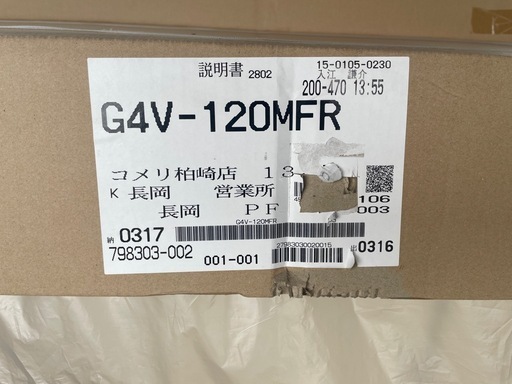 説明書 2802
15-0105-0230
入江
200-470 13:55
G4V-120MFR
コメリ柏崎店 13
K 長岡 営業所
長岡 PF
106
003
G4V-120MFR
納 0317
27983030020015
出 0316
798303-002
001-001